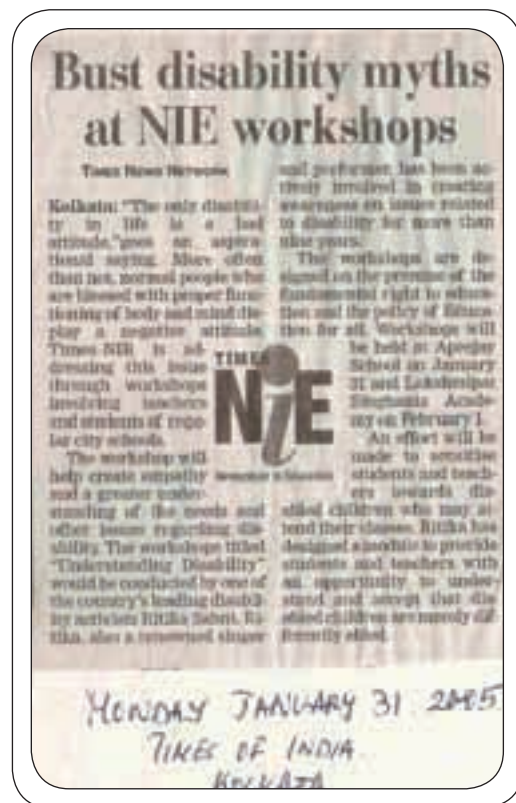 Bust disability myths
at NIE workshops
TIMES NEWS NETWORK
Kolkata: "The only disabili-
ty in life is a bad
attitude," goes an aspira-
tional saying. More often
than not, normal people who
are blessed with proper func-
tioning of body and mind dis-
play a negative attitude.
Times NIE is ad-
dressing this issue
through workshops
involving teachers
and students of regu-
lar city schools.
The workshop will
help create empathy
and a greater under-
standing of the needs and
other issues regarding dis-
ability. The workshops titled
"Understanding Disability"
would be conducted by one of
the country's leading disabil-
ity activists Ritika Sahni. Ri-
tika, also a renowned singer
and performer, has been ac-
tively involved in creating
awareness on issues related
to disability for more than
nine years.
The workshops are de-
signed on the premise of the
fundamental right to educa-
tion and the policy of Educa-
tion for all. Workshops will
be held at Apeejay
School on January
31 and Lakshmipat
Singhania Acade-
my on February 1.
An effort will be
made to sensitise
students and teach-
ers towards dis-
abled children who may at-
tend their classes. Ritika has
designed a module to provide
students and teachers with
an opportunity to under-
stand and accept that dis-
abled children are merely dif-
ferently abled.
TIMES
NiE
Newspaper in Education
MONDAY JANUARY 31 2005
TIMES OF INDIA
KOLKATA